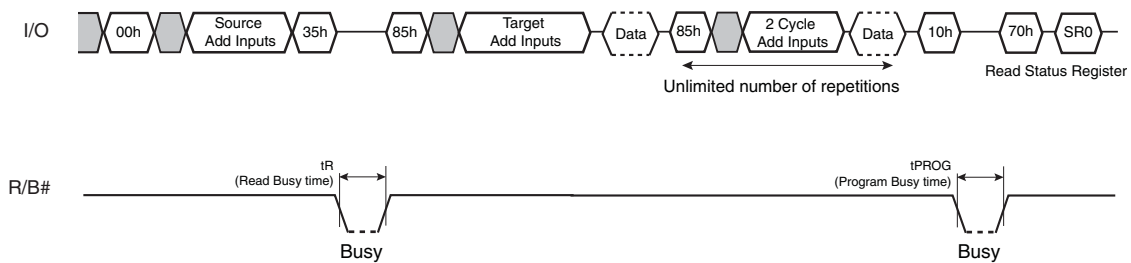 I/O
00h
Source
Add Inputs
35h
85h
Target
Add Inputs
Data
85h
2 Cycle
Add Inputs
Data
10h
70h
SR0
Unlimited number of repetitions
Read Status Register
R/B#
tR
(Read Busy time)
Busy
tPROG
(Program Busy time)
Busy